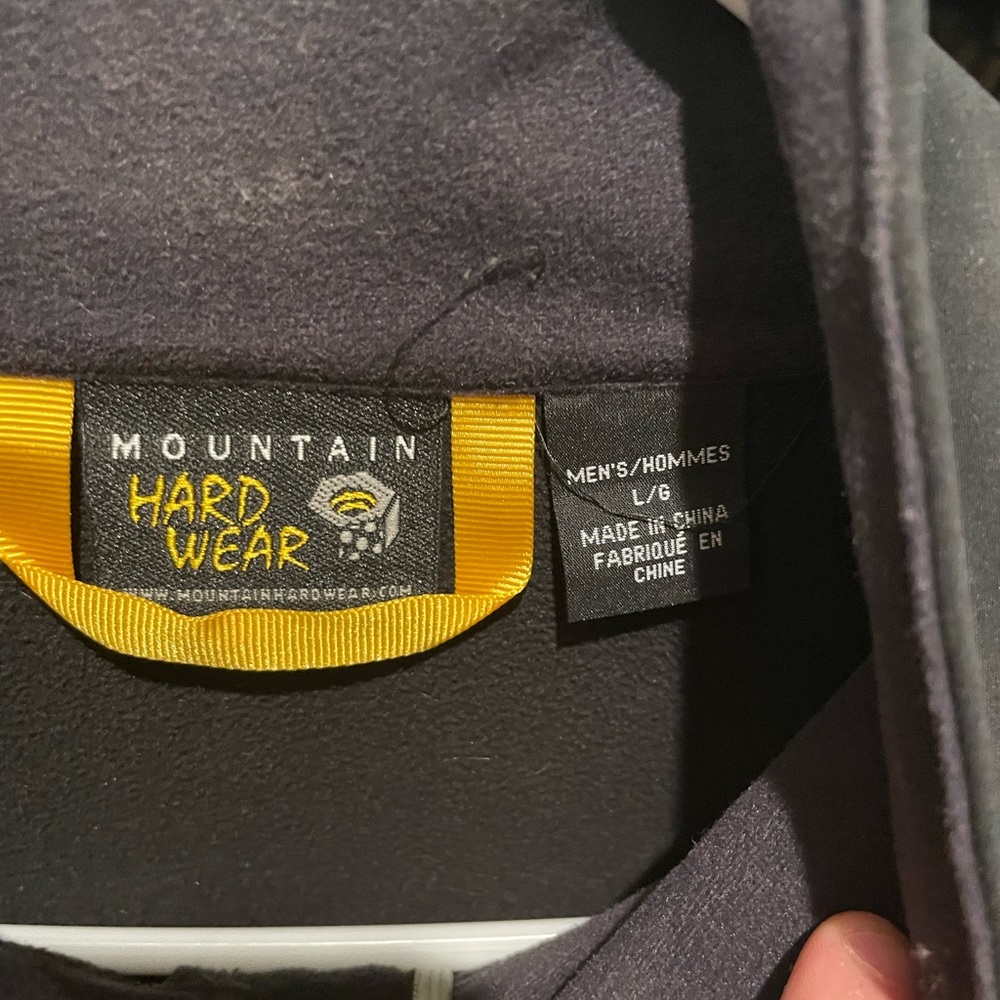 MOUNTAIN
HARD
WEAR
WWW.MOUNTAINHARDWEAR.COM
MEN'S/HOMMES
L/G
MADE IN CHINA
FABRIQUÉ EN
CHINE